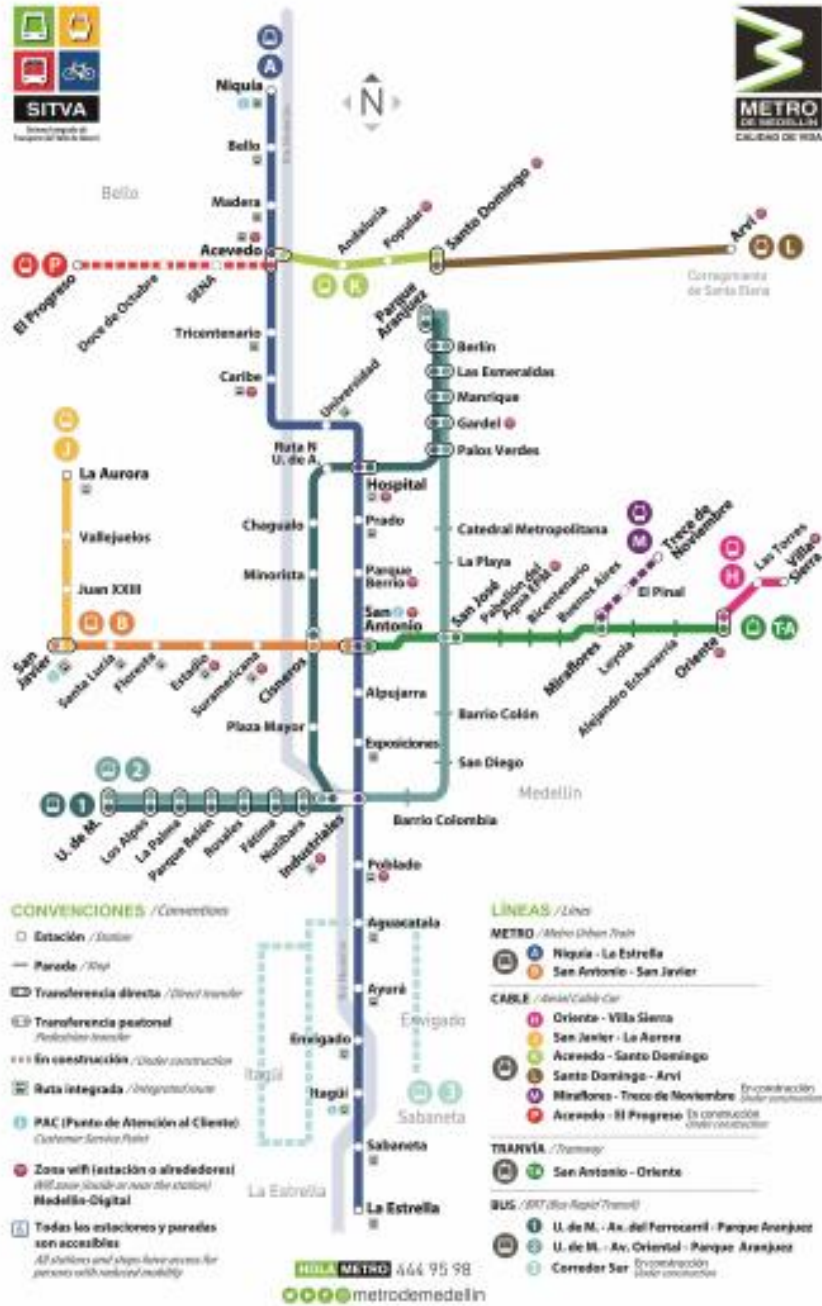 SITVA
METRO
DE MEDELLÍN
CALIDAD DE VIDA
N
A
Niquía
Bello
Bello
Madera
Acevedo
Andalucía
Popular
Santo Domingo
Arví
L
Corregimiento
de Santa Elena
P
El Progreso
Doce de Octubre
SENA
K
Tricentenario
Caribe
Universidad
Parque
Aranjuez
Berlín
Las Esmeraldas
Manrique
Gardel
Palos Verdes
J
La Aurora
Vallejuelos
Juan XXIII
Ruta N
U. de A.
Hospital
Chagualo
Prado
Minorista
Parque
Berrío
Catedral Metropolitana
La Playa
M
Trece de
Noviembre
El Pinal
H
Las Torres
Villa
Sierra
B
San
Javier
Santa Lucía
Floresta
Estadio
Suramericana
Cisneros
San
Antonio
San José
Pabellón del
Agua EPM
Bicentenario
Buenos Aires
Miraflores
Loyola
Alejandro Echavarría
Oriente
T-A
Alpujarra
Plaza Mayor
Exposiciones
Barrio Colón
San Diego
Medellín
2
1
U. de M.
Los Alpes
La Palma
Parque Belén
Rosales
Fátima
Nutibara
Industriales
Barrio Colombia
Poblado
Aguacatala
Ayurá
Envigado
Envigado
Itagüí
Itagüí
3
Sabaneta
Sabaneta
La Estrella
La Estrella
CONVENCIONES / Conventions
Estación / Station
Parada / Stop
Transferencia directa / Direct transfer
Transferencia peatonal
Pedestrian transfer
En construcción / Under construction
Ruta integrada / Integrated route
PAC (Punto de Atención al Cliente)
Customer Service Point
Zona wifi (estación o alrededores)
Wifi zone (inside or near the station)
Medellín-Digital
Todas las estaciones y paradas
son accesibles
All stations and stops have access for
persons with reduced mobility
LÍNEAS / Lines
METRO / Metro Urban Train
A Niquía - La Estrella
B San Antonio - San Javier
CABLE / Aerial Cable Car
H Oriente - Villa Sierra
J San Javier - La Aurora
K Acevedo - Santo Domingo
L Santo Domingo - Arví
M Miraflores - Trece de Noviembre En construcción
Under construction
P Acevedo - El Progreso En construcción
Under construction
TRANVÍA / Tramway
T-A San Antonio - Oriente
BUS / BRT (Bus Rapid Transit)
1 U. de M. - Av. del Ferrocarril - Parque Aranjuez
2 U. de M. - Av. Oriental - Parque Aranjuez
3 Corredor Sur En construcción
Under construction
HOLA METRO 444 95 98
metrodemedellin